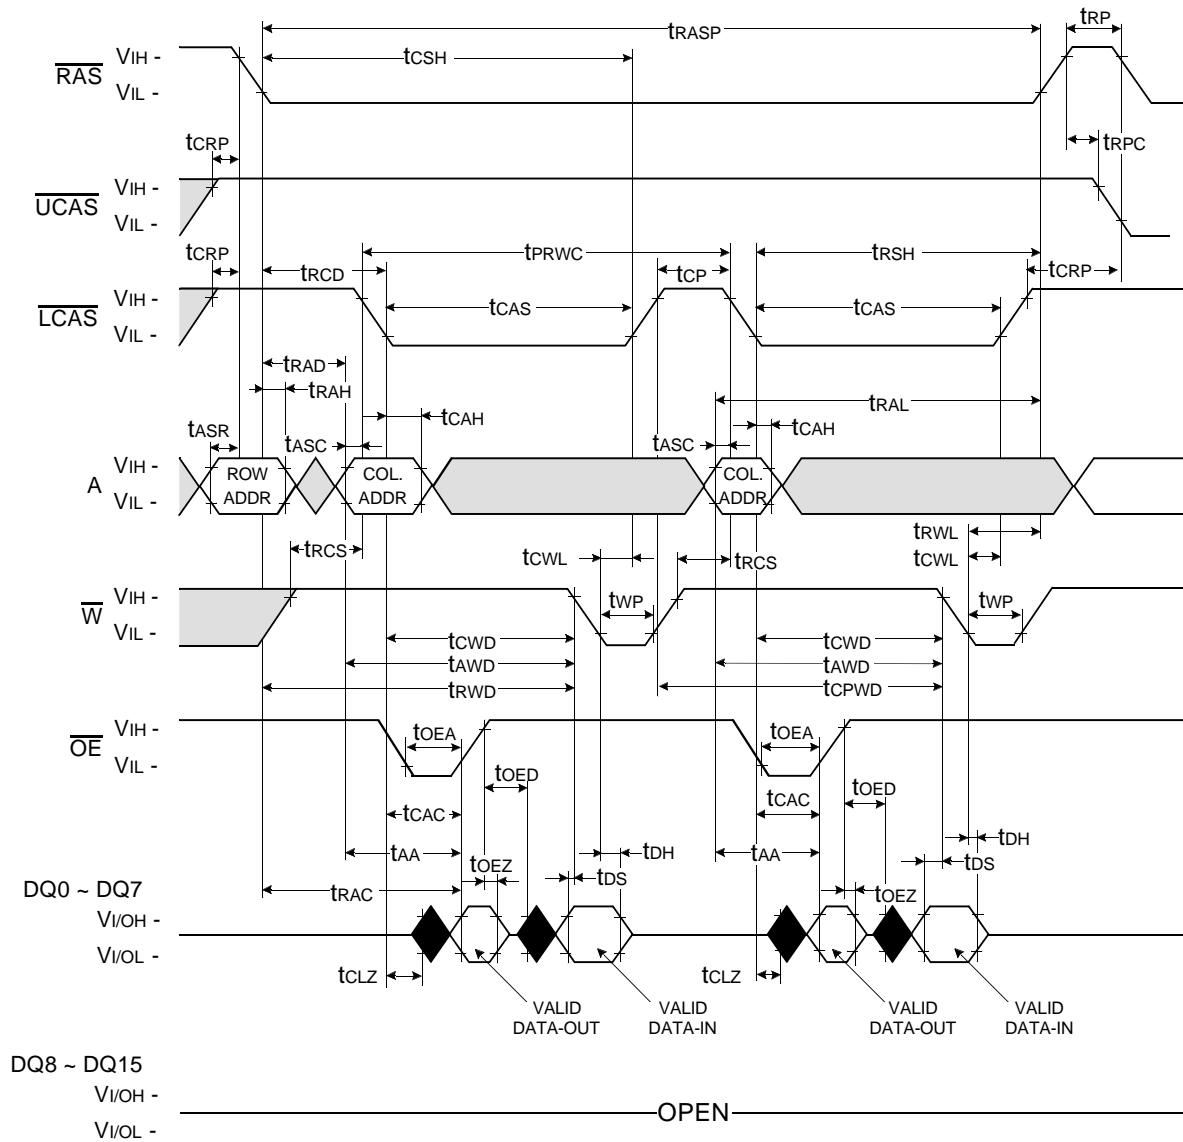 tRP
tRASP
tCSH
RAS
VIH -
VIL -
tCRP
tRPC
UCAS
VIH -
VIL -
tCRP
tRCD
tPRWC
tCP
tRSH
tCRP
LCAS
VIH -
VIL -
tCAS
tCAS
tRAD
tRAH
tCAH
tRAL
tCAH
tASR
tASC
tASC
A
VIH -
VIL -
ROW
ADDR
COL.
ADDR
COL.
ADDR
tRCS
tCWL
tRCS
tRWL
tCWL
W
VIH -
VIL -
tWP
tWP
tCWD
tCWD
tAWD
tAWD
tRWD
tCPWD
OE
VIH -
VIL -
tOEA
tOEA
tOED
tOED
tCAC
tCAC
tAA
tOEZ
tDH
tAA
tDH
tRAC
tDS
tOEZ
tDS
DQ0 ~ DQ7
VI/OH -
VI/OL -
tCLZ
tCLZ
VALID
DATA-OUT
VALID
DATA-IN
VALID
DATA-OUT
VALID
DATA-IN
DQ8 ~ DQ15
VI/OH -
OPEN
VI/OL -